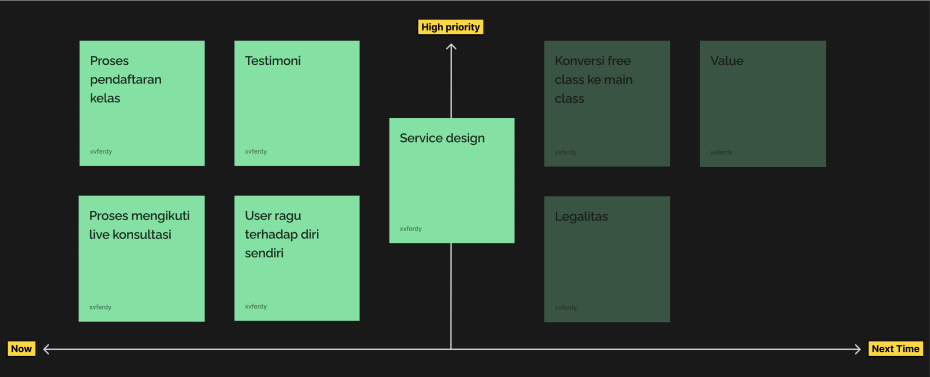 High priority
Proses
pendaftaran
kelas
xvferdy
Testimoni
xvferdy
Service design
xvferdy
Konversi free
class ke main
class
xvferdy
Value
xvferdy
Proses mengikuti
live konsultasi
xvferdy
User ragu
terhadap diri
sendiri
xvferdy
Legalitas
xvferdy
Now
Next Time